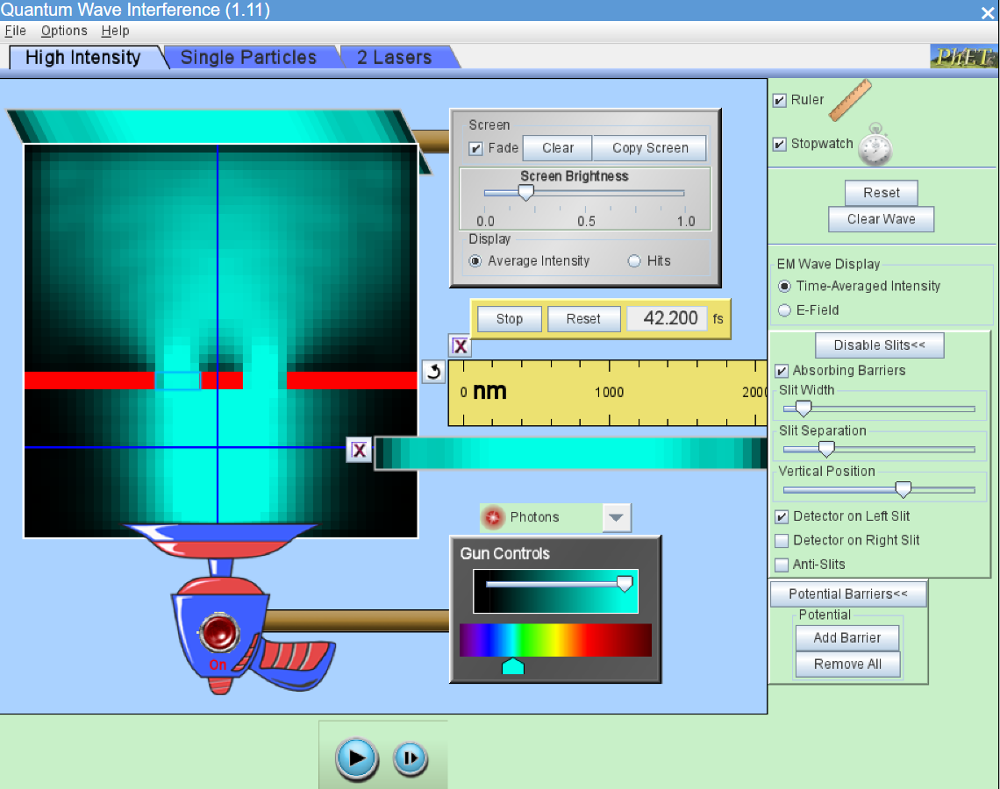 Quantum Wave Interference (1.11)
File Options Help
High Intensity Single Particles 2 Lasers
PhET
Ruler
Stopwatch
Reset
Clear Wave
EM Wave Display
Time-Averaged Intensity
E-Field
Disable Slits<<
Absorbing Barriers
Slit Width
Slit Separation
Vertical Position
Detector on Left Slit
Detector on Right Slit
Anti-Slits
Potential Barriers<<
Potential
Add Barrier
Remove All
Screen
Fade Clear Copy Screen
Screen Brightness
0.0 0.5 1.0
Display
Average Intensity Hits
Stop Reset 42.200 fs
X
0 nm 1000 2000
X
Photons
Gun Controls
On